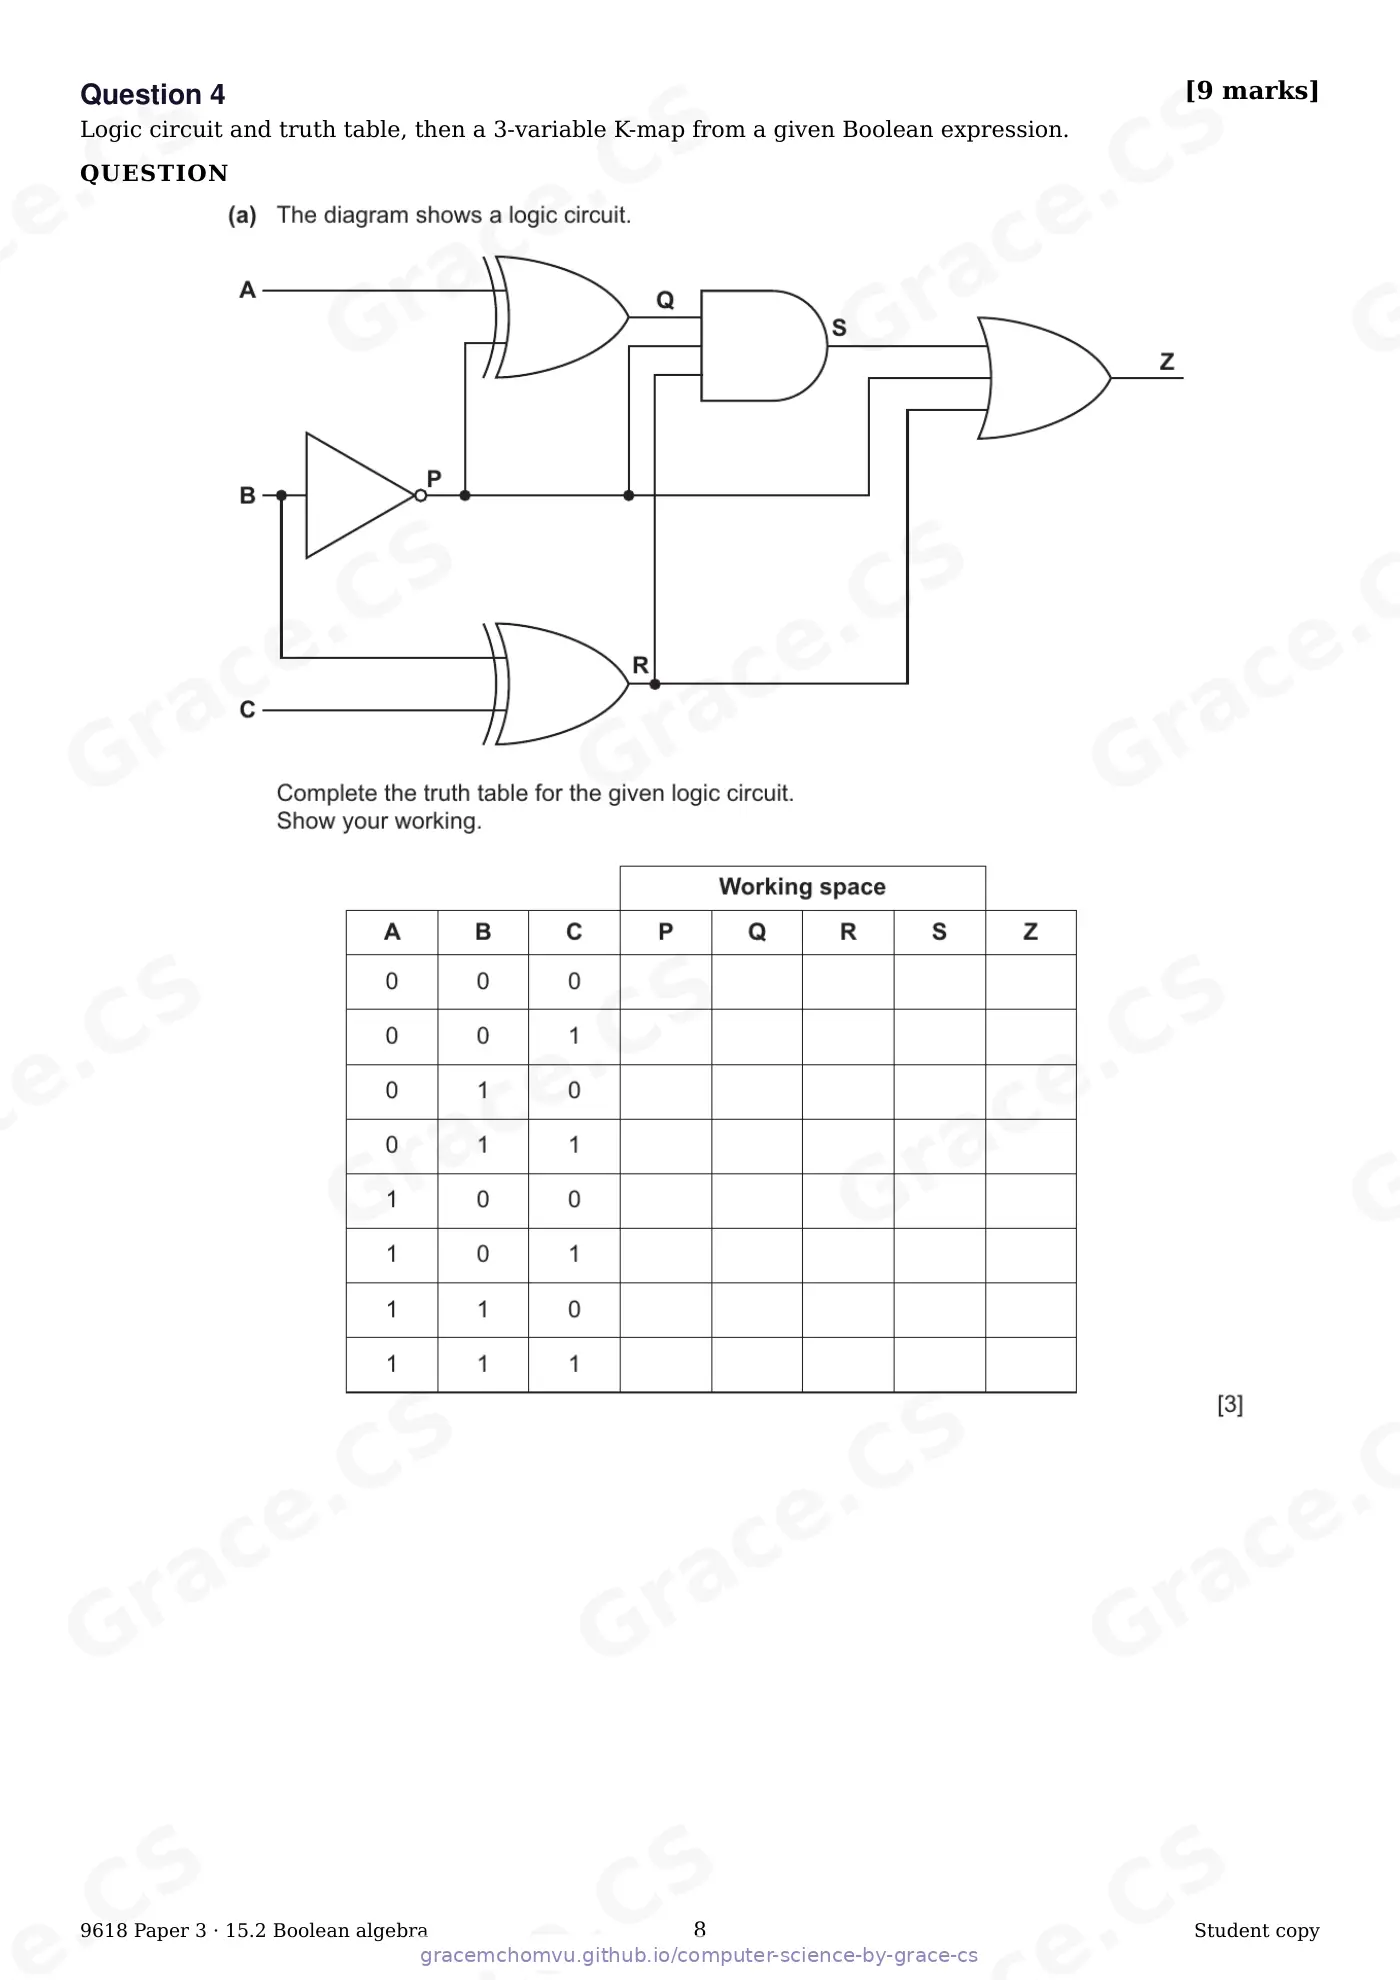 Question 4
[9 marks]
Logic circuit and truth table, then a 3-variable K-map from a given Boolean expression.
QUESTION
(a) The diagram shows a logic circuit.
A
Q
S
Z
P
B
R
C
Complete the truth table for the given logic circuit.
Show your working.
Working space
A B C P Q R S Z
0 0 0
0 0 1
0 1 0
0 1 1
1 0 0
1 0 1
1 1 0
1 1 1
[3]
9618 Paper 3 · 15.2 Boolean algebra
8
Student copy
gracemchomvu.github.io/computer-science-by-grace-cs
Grace.CS